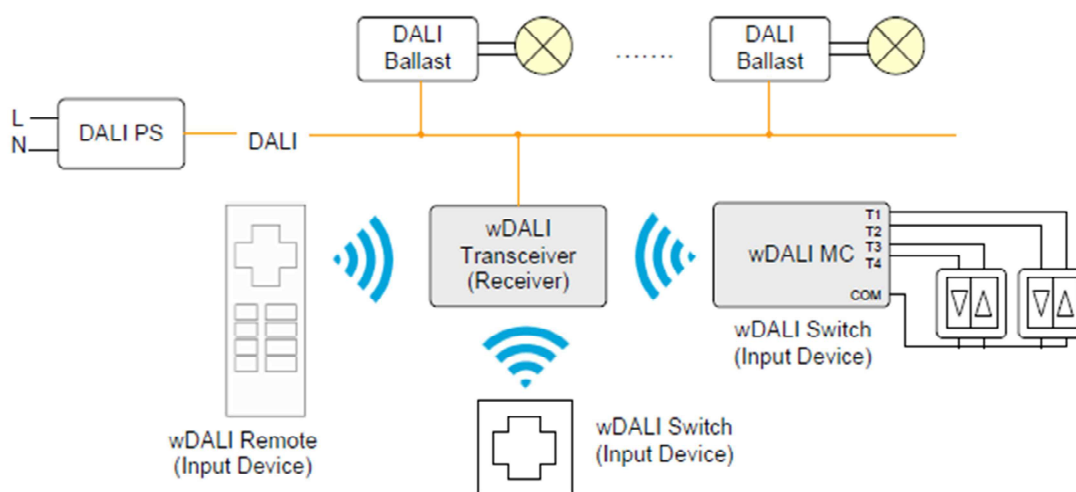 DALI
Ballast
DALI
Ballast
.......
L
N
DALI PS
DALI
wDALI
Transceiver
(Receiver)
wDALI MC
T1
T2
T3
T4
COM
wDALI Switch
(Input Device)
wDALI Remote
(Input Device)
wDALI Switch
(Input Device)